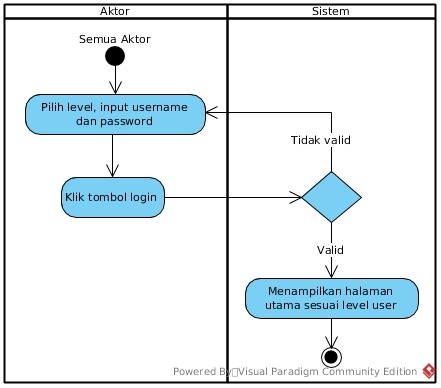 Aktor
Sistem
Semua Aktor
Pilih level, input username
dan password
Tidak valid
Klik tombol login
Valid
Menampilkan halaman
utama sesuai level user
Powered By Visual Paradigm Community Edition